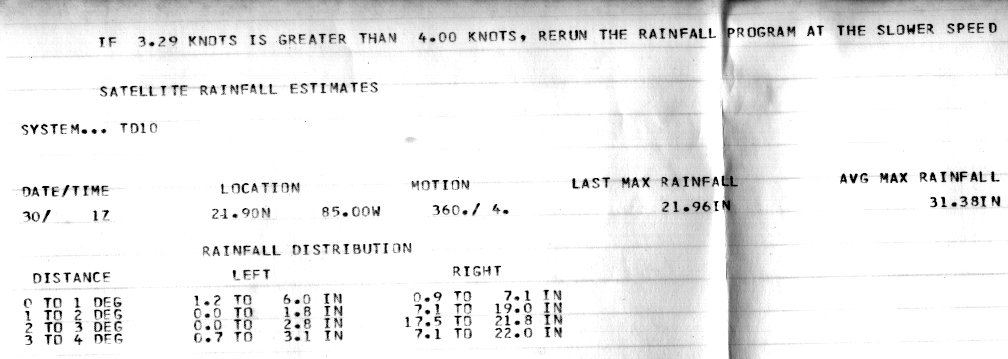 IF 3.29 KNOTS IS GREATER THAN 4.00 KNOTS, RERUN THE RAINFALL PROGRAM AT THE SLOWER SPEED
SATELLITE RAINFALL ESTIMATES
SYSTEM... TD10
DATE/TIME LOCATION MOTION LAST MAX RAINFALL AVG MAX RAINFALL
30/ 1Z 21.90N 85.00W 360./ 4. 21.96IN 31.38IN
RAINFALL DISTRIBUTION
DISTANCE LEFT RIGHT
0 TO 1 DEG 1.2 TO 6.0 IN 0.9 TO 7.1 IN
1 TO 2 DEG 0.0 TO 1.8 IN 7.1 TO 19.0 IN
2 TO 3 DEG 0.0 TO 2.8 IN 17.5 TO 21.8 IN
3 TO 4 DEG 0.7 TO 3.1 IN 7.1 TO 22.0 IN